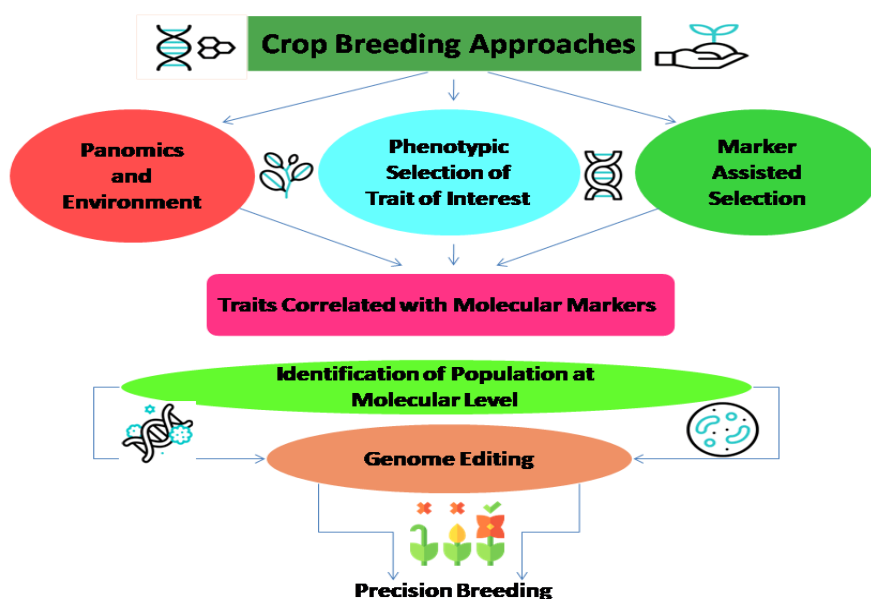 Crop Breeding Approaches
Panomics
and
Environment
Phenotypic
Selection of
Trait of Interest
Marker
Assisted
Selection
Traits Correlated with Molecular Markers
Identification of Population at
Molecular Level
Genome Editing
Precision Breeding